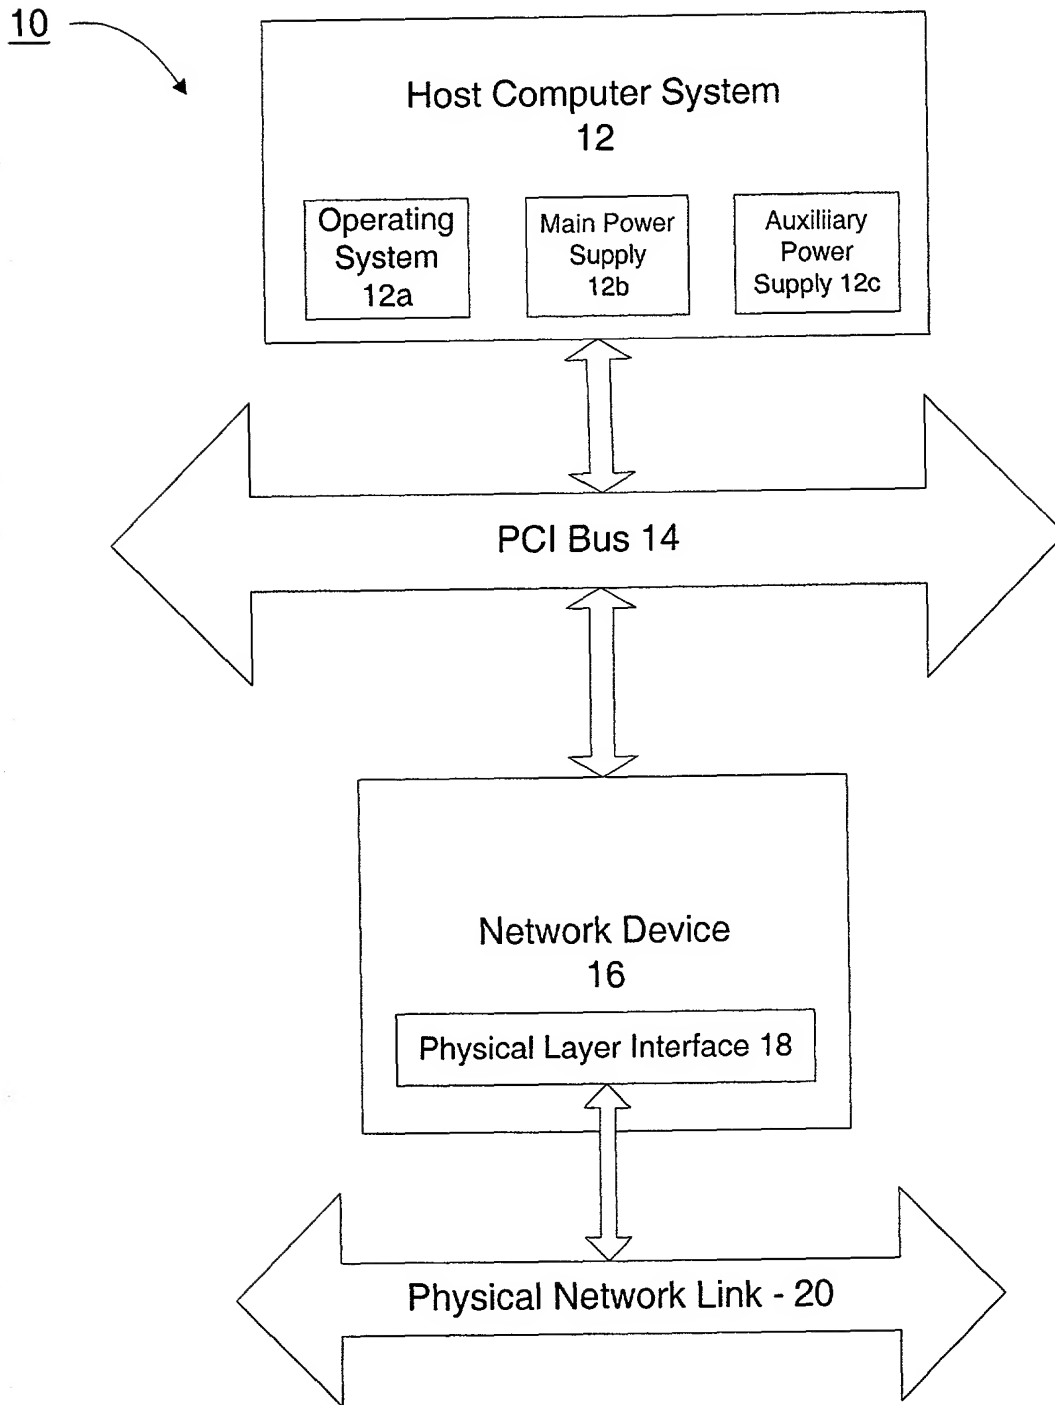 10
Host Computer System
12
Operating
System
12a
Main Power
Supply
12b
Auxiliiary
Power
Supply 12c
PCI Bus 14
Network Device
16
Physical Layer Interface 18
Physical Network Link - 20